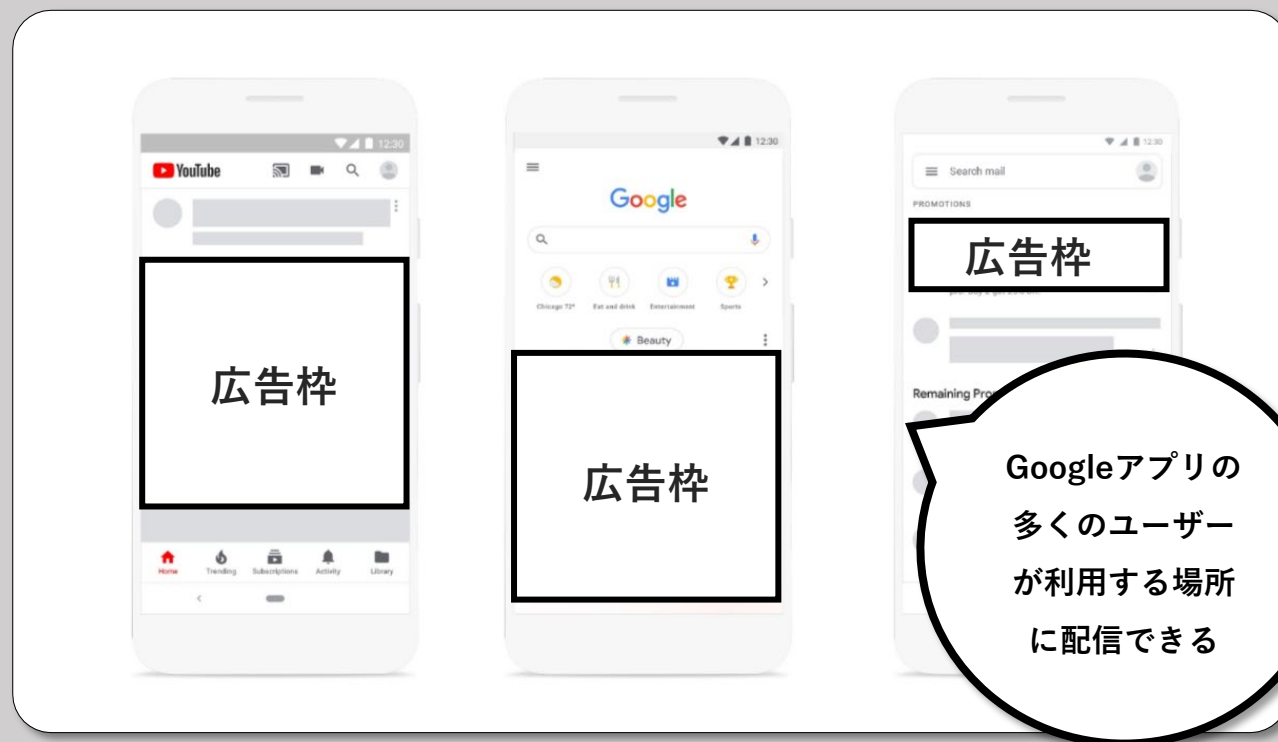 12:30
YouTube
広告枠
Home Trending Subscriptions Activity Library
12:30
Google
Chicago 72° Eat and drink Entertainment Sports
Beauty
広告枠
12:30
Search mail
PROMOTIONS
広告枠
Remaining
Googleアプリの
多くのユーザー
が利用する場所
に配信できる